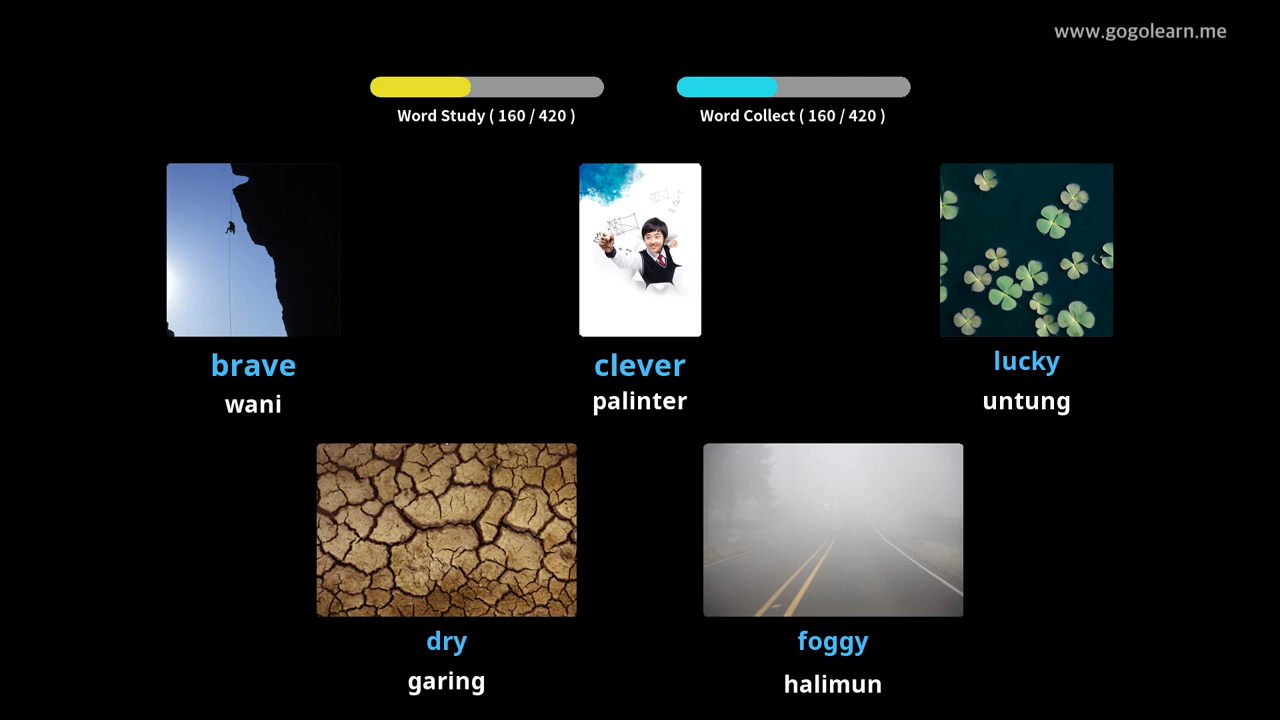 www.gogolearn.me
Word Study ( 160 / 420 )
Word Collect ( 160 / 420 )
brave
wani
clever
palinter
lucky
untung
dry
garing
foggy
halimun